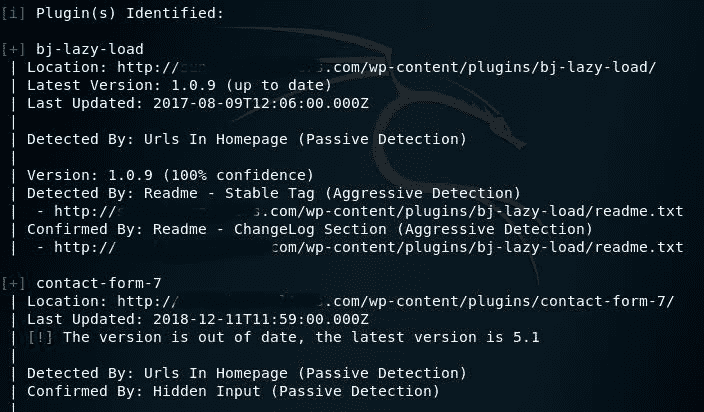 [i] Plugin(s) Identified:
[+] bj-lazy-load
| Location: http:// .com/wp-content/plugins/bj-lazy-load/
| Latest Version: 1.0.9 (up to date)
| Last Updated: 2017-08-09T12:06:00.000Z
|
| Detected By: Urls In Homepage (Passive Detection)
|
| Version: 1.0.9 (100% confidence)
| Detected By: Readme - Stable Tag (Aggressive Detection)
|  - http:// s.com/wp-content/plugins/bj-lazy-load/readme.txt
| Confirmed By: Readme - ChangeLog Section (Aggressive Detection)
|  - http:// com/wp-content/plugins/bj-lazy-load/readme.txt
[+] contact-form-7
| Location: http:// .com/wp-content/plugins/contact-form-7/
| Last Updated: 2018-12-11T11:59:00.000Z
| [!] The version is out of date, the latest version is 5.1
|
| Detected By: Urls In Homepage (Passive Detection)
| Confirmed By: Hidden Input (Passive Detection)
|